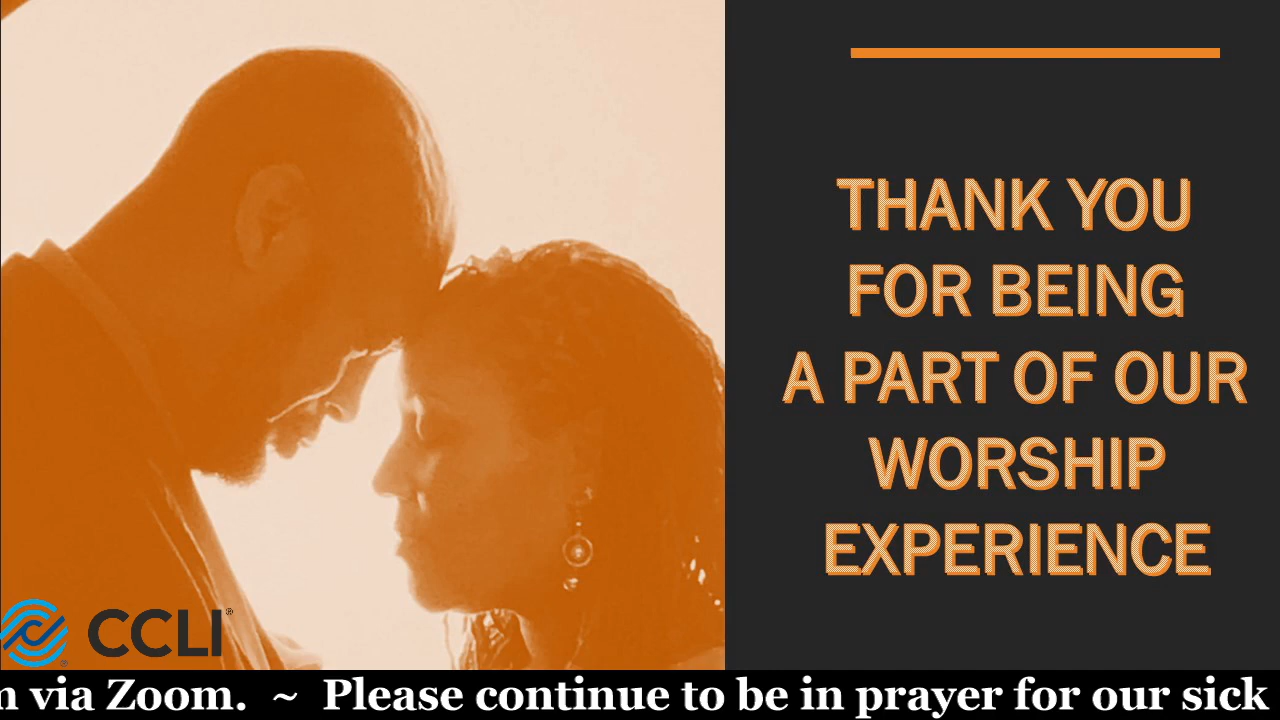 THANK YOU
FOR BEING
A PART OF OUR
WORSHIP
EXPERIENCE
CCLI®
via Zoom. ~ Please continue to be in prayer for our sick